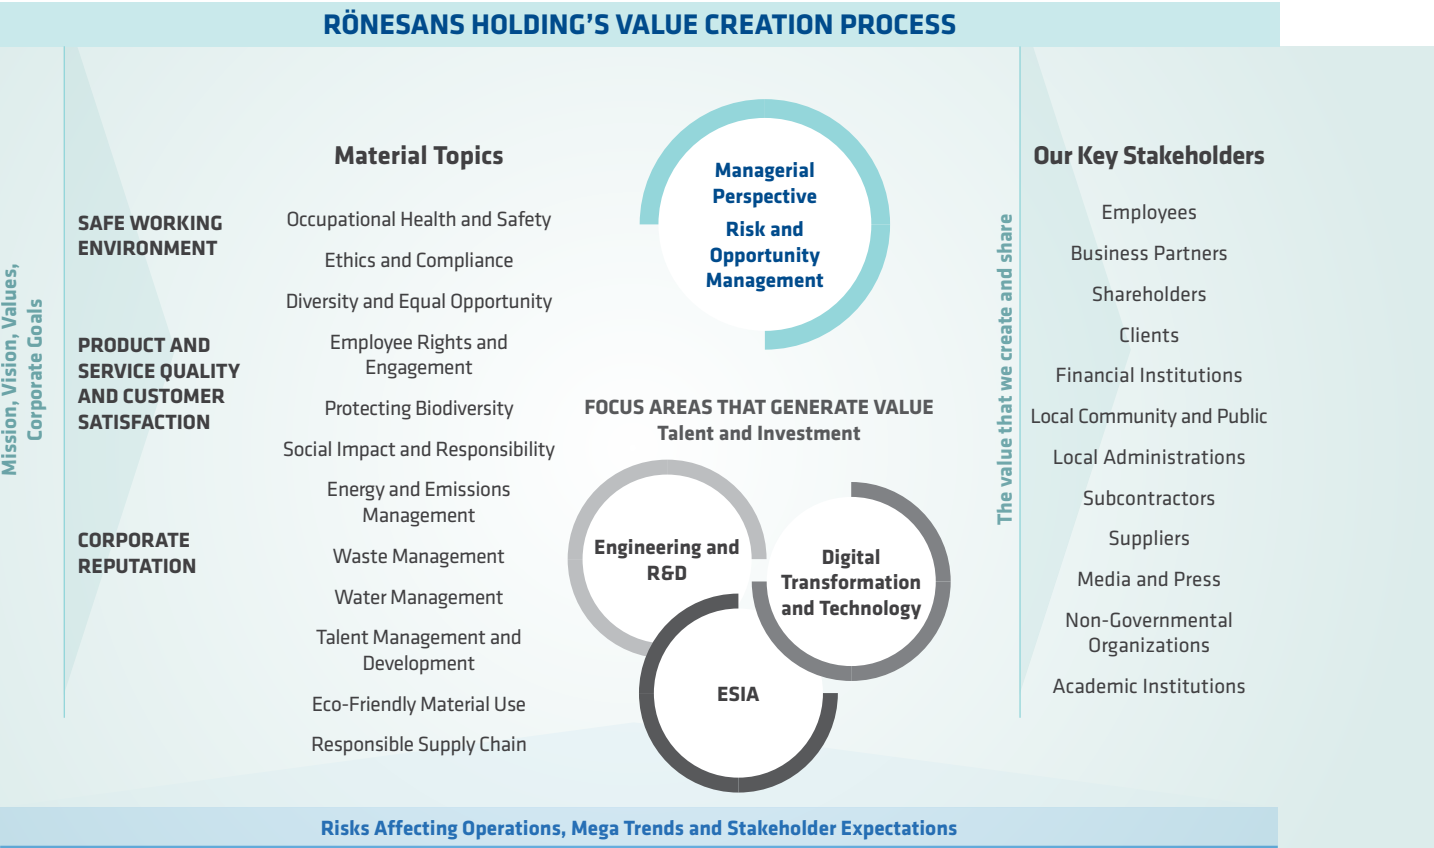 RÖNESANS HOLDING'S VALUE CREATION PROCESS
Mission, Vision, Values,
Corporate Goals
SAFE WORKING
ENVIRONMENT
PRODUCT AND
SERVICE QUALITY
AND CUSTOMER
SATISFACTION
CORPORATE
REPUTATION
Material Topics
Occupational Health and Safety
Ethics and Compliance
Diversity and Equal Opportunity
Employee Rights and
Engagement
Protecting Biodiversity
Social Impact and Responsibility
Energy and Emissions
Management
Waste Management
Water Management
Talent Management and
Development
Eco-Friendly Material Use
Responsible Supply Chain
Managerial
Perspective
Risk and
Opportunity
Management
FOCUS AREAS THAT GENERATE VALUE
Talent and Investment
Engineering and
R&D
Digital
Transformation
and Technology
ESIA
The value that we create and share
Our Key Stakeholders
Employees
Business Partners
Shareholders
Clients
Financial Institutions
Local Community and Public
Local Administrations
Subcontractors
Suppliers
Media and Press
Non-Governmental
Organizations
Academic Institutions
Risks Affecting Operations, Mega Trends and Stakeholder Expectations